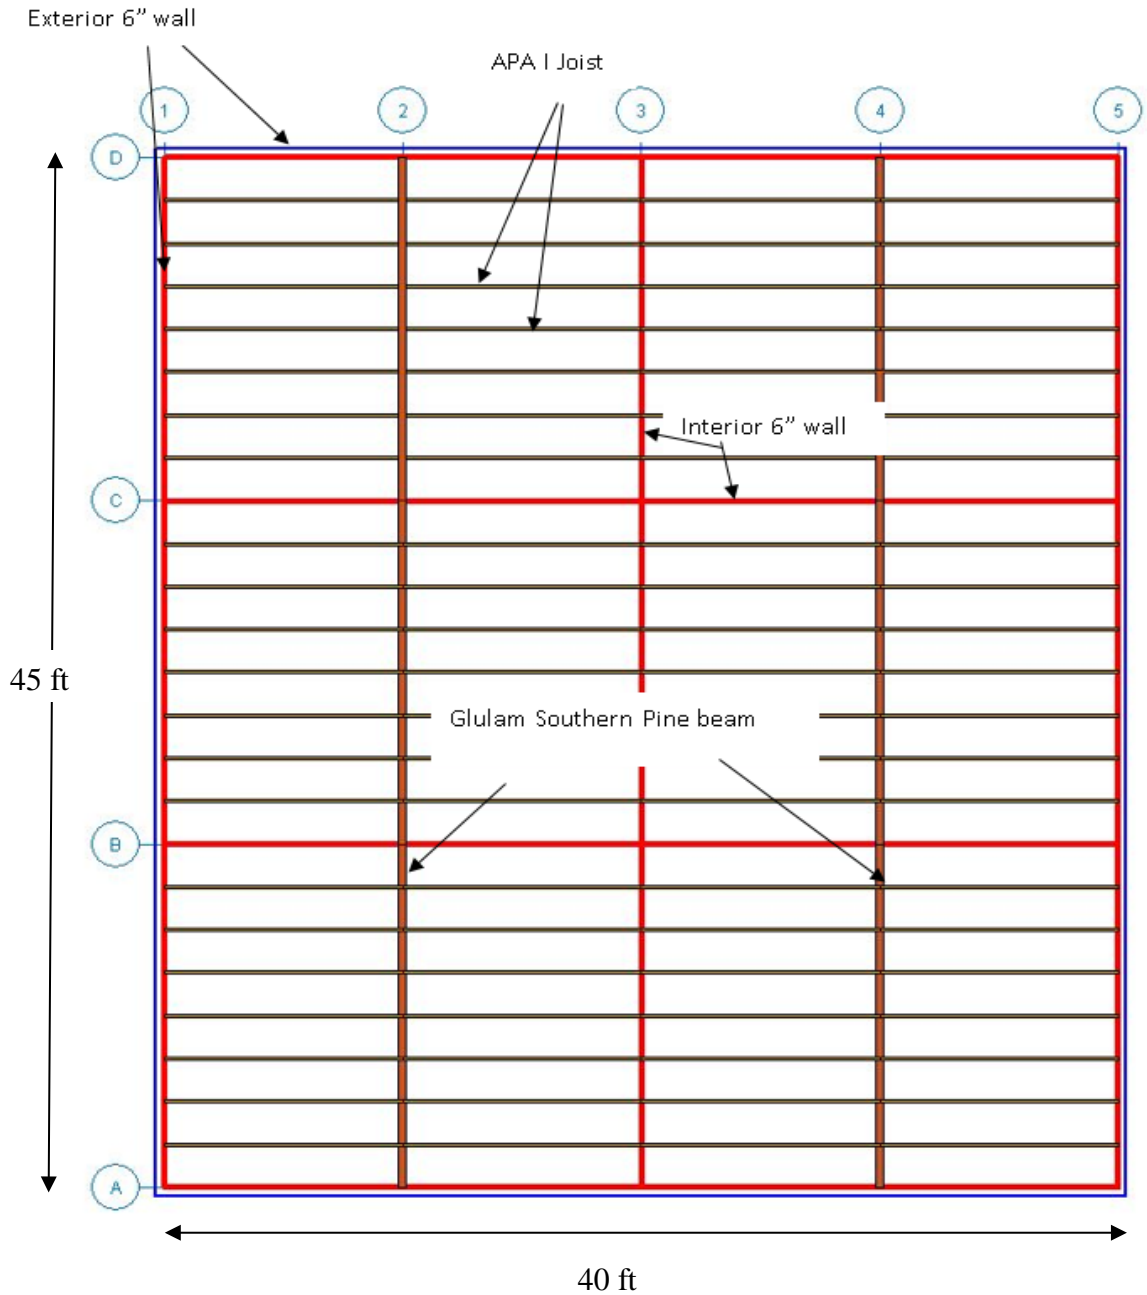 Exterior 6” wall
APA I Joist
1
2
3
4
5
D
Interior 6” wall
C
45 ft
Glulam Southern Pine beam
B
A
40 ft